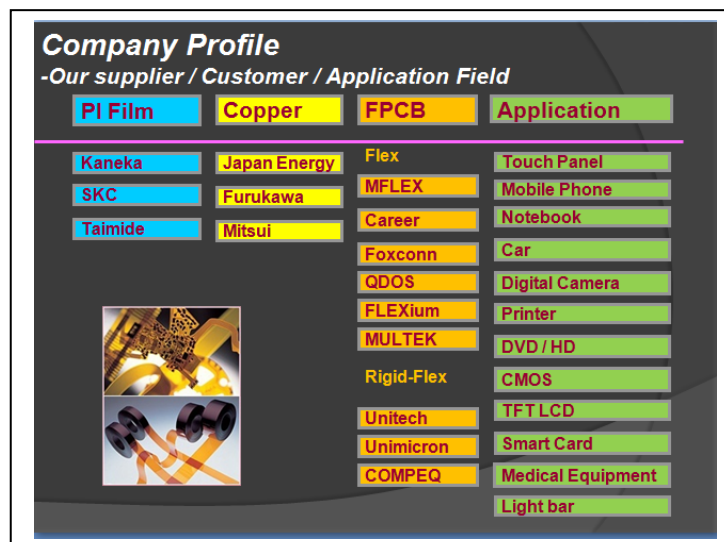 Company Profile
-Our supplier / Customer / Application Field
PI Film
Copper
FPCB
Application
Kaneka
SKC
Taimide
Japan Energy
Furukawa
Mitsui
Flex
MFLEX
Career
Foxconn
QDOS
FLEXium
MULTEK
Rigid-Flex
Unitech
Unimicron
COMPEQ
Touch Panel
Mobile Phone
Notebook
Car
Digital Camera
Printer
DVD / HD
CMOS
TFT LCD
Smart Card
Medical Equipment
Light bar